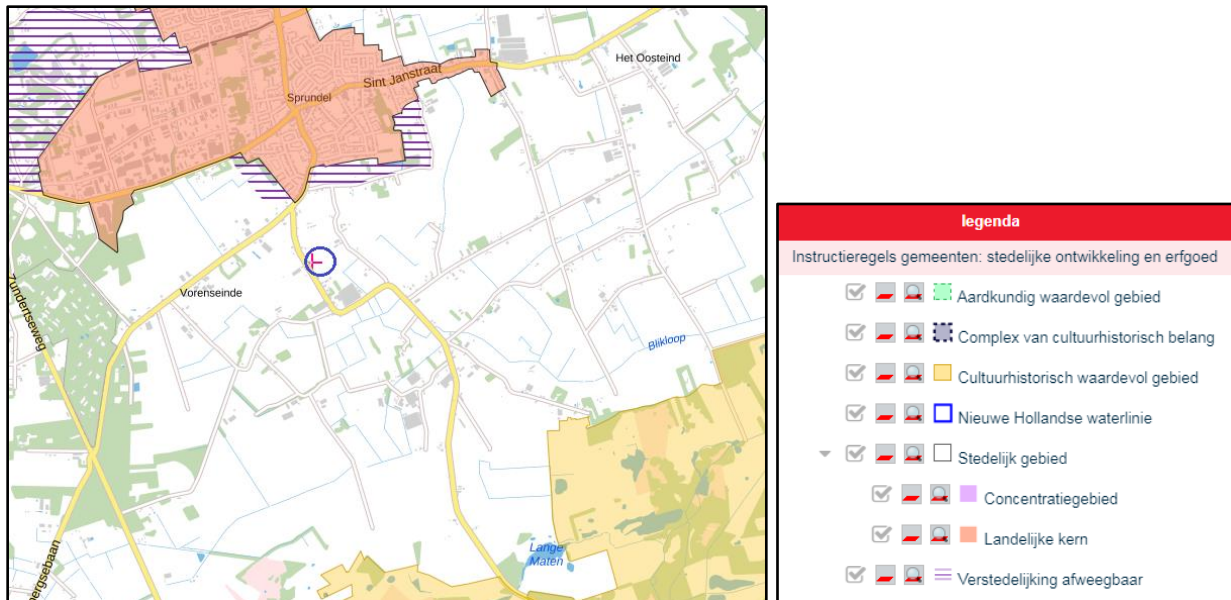 Het Oosteind
Sint Janstraat
Sprundel
Zundertseweg
Vorenseinde
Blikloop
Lange
Maten
bergsebaan
legenda
Instructieregels gemeenten: stedelijke ontwikkeling en erfgoed
Aardkundig waardevol gebied
Complex van cultuurhistorisch belang
Cultuurhistorisch waardevol gebied
Nieuwe Hollandse waterlinie
Stedelijk gebied
Concentratiegebied
Landelijke kern
Verstedelijking afweegbaar